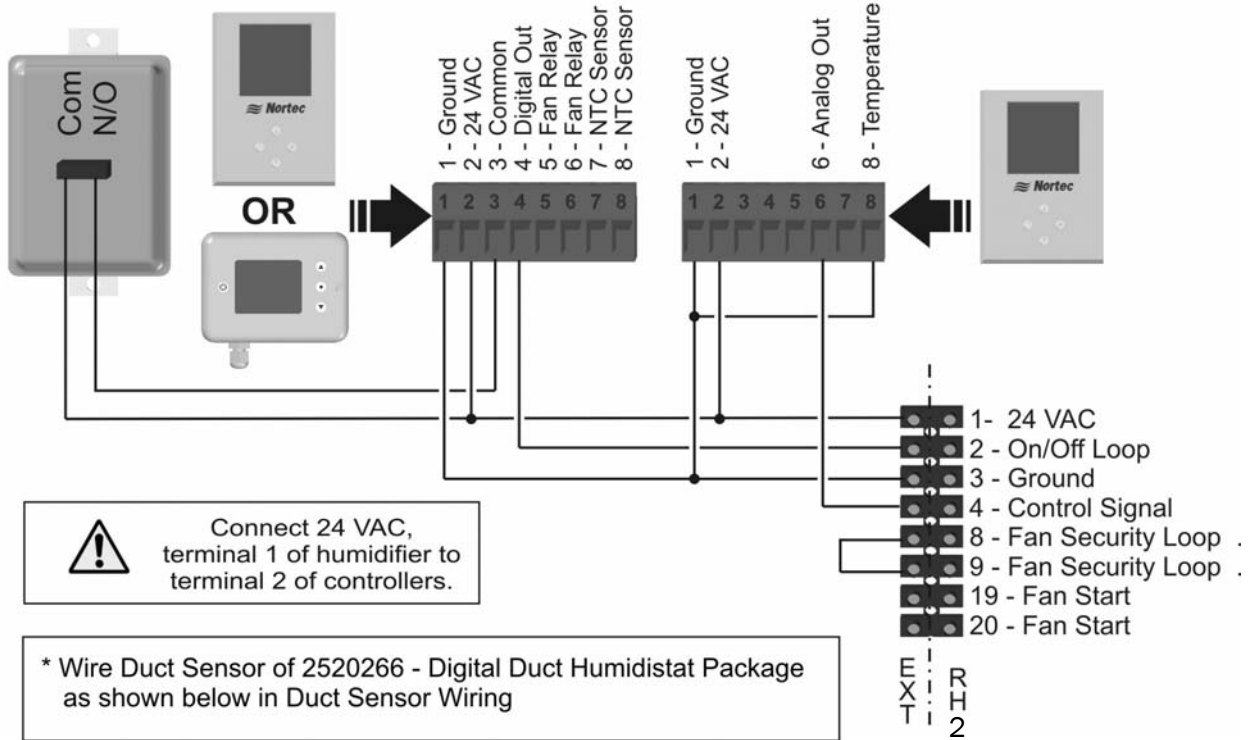 Com
N/O
Nortec
OR
1 - Ground
2 - 24 VAC
3 - Common
4 - Digital Out
5 - Fan Relay
6 - Fan Relay
7 - NTC Sensor
8 - NTC Sensor
1 2 3 4 5 6 7 8
1 - Ground
2 - 24 VAC
6 - Analog Out
8 - Temperature
1 2 3 4 5 6 7 8
Nortec
1- 24 VAC
2 - On/Off Loop
3 - Ground
4 - Control Signal
8 - Fan Security Loop .
9 - Fan Security Loop .
19 - Fan Start
20 - Fan Start
EXT
RH2
Connect 24 VAC,
terminal 1 of humidifier to
terminal 2 of controllers.
* Wire Duct Sensor of 2520266 - Digital Duct Humidistat Package
as shown below in Duct Sensor Wiring